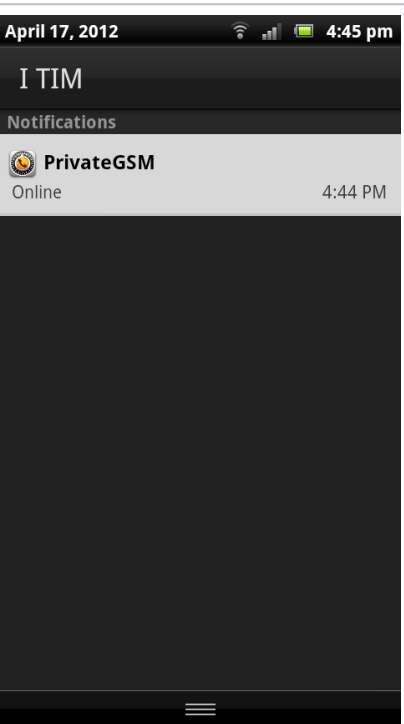 April 17, 2012 4:45 pm
I TIM
Notifications
PrivateGSM
Online 4:44 PM